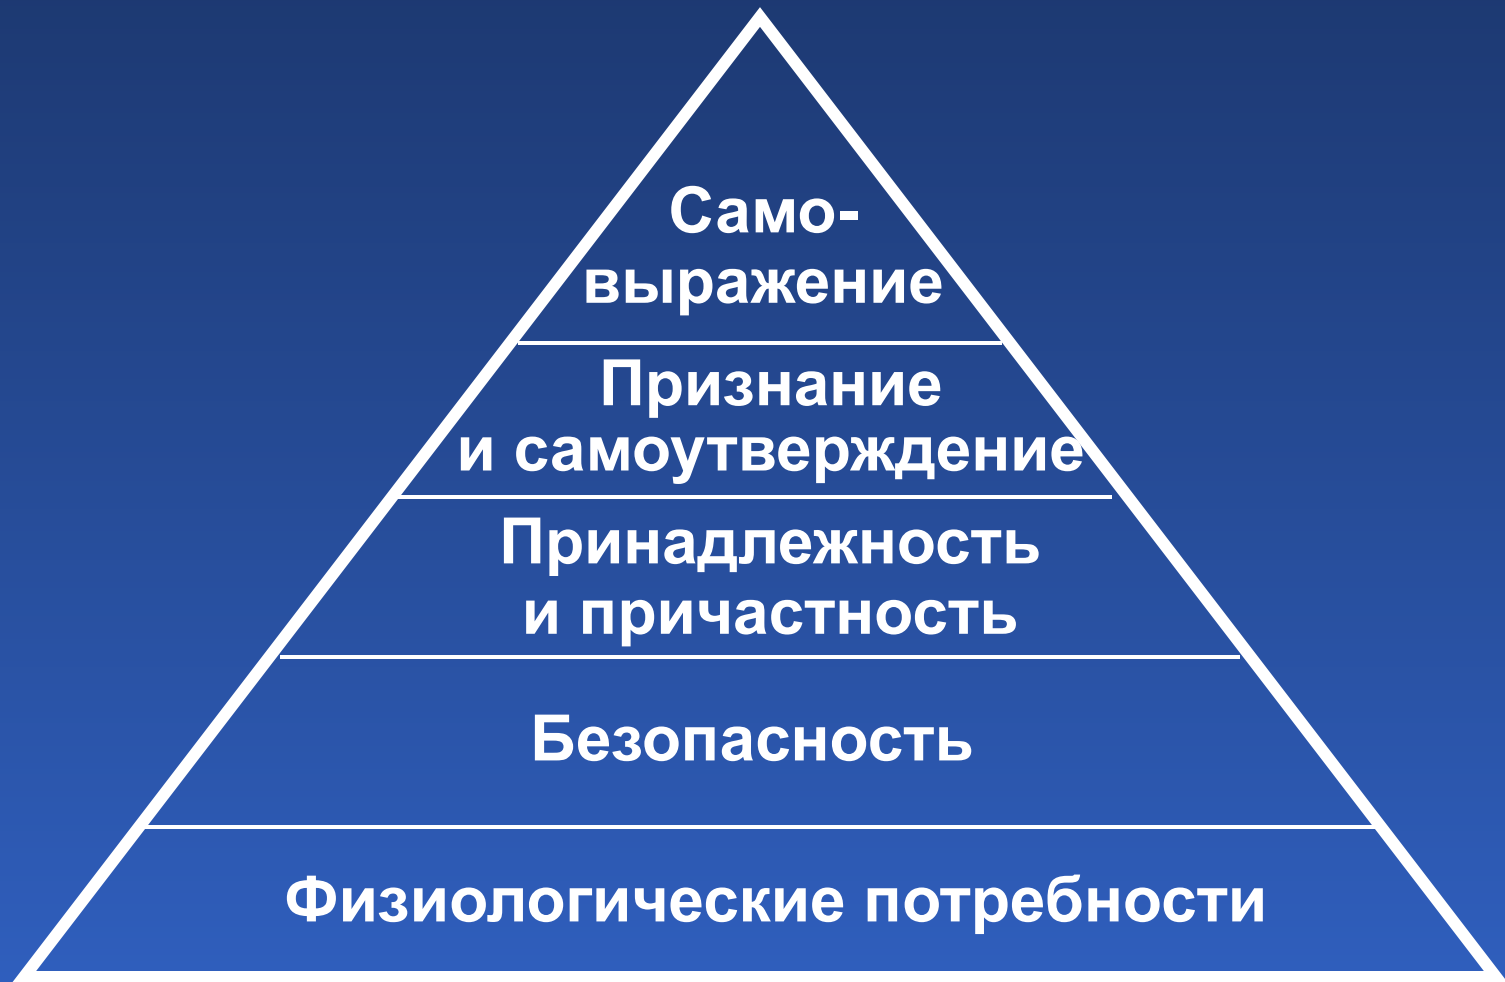 Само-
выражение
Признание
и самоутверждение
Принадлежность
и причастность
Безопасность
Физиологические потребности